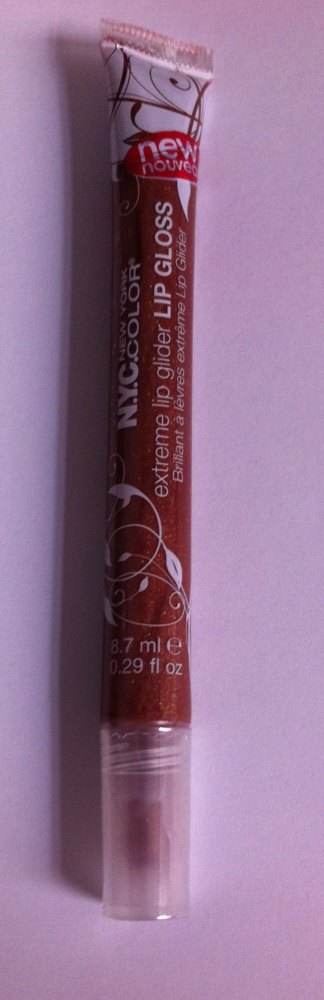 new
nouveau
NEW YORK
N.Y.C.COLOR®
extreme lip glider LIP GLOSS
Brillant à lèvres extrême Lip Glider
8.7 ml e
0.29 fl oz